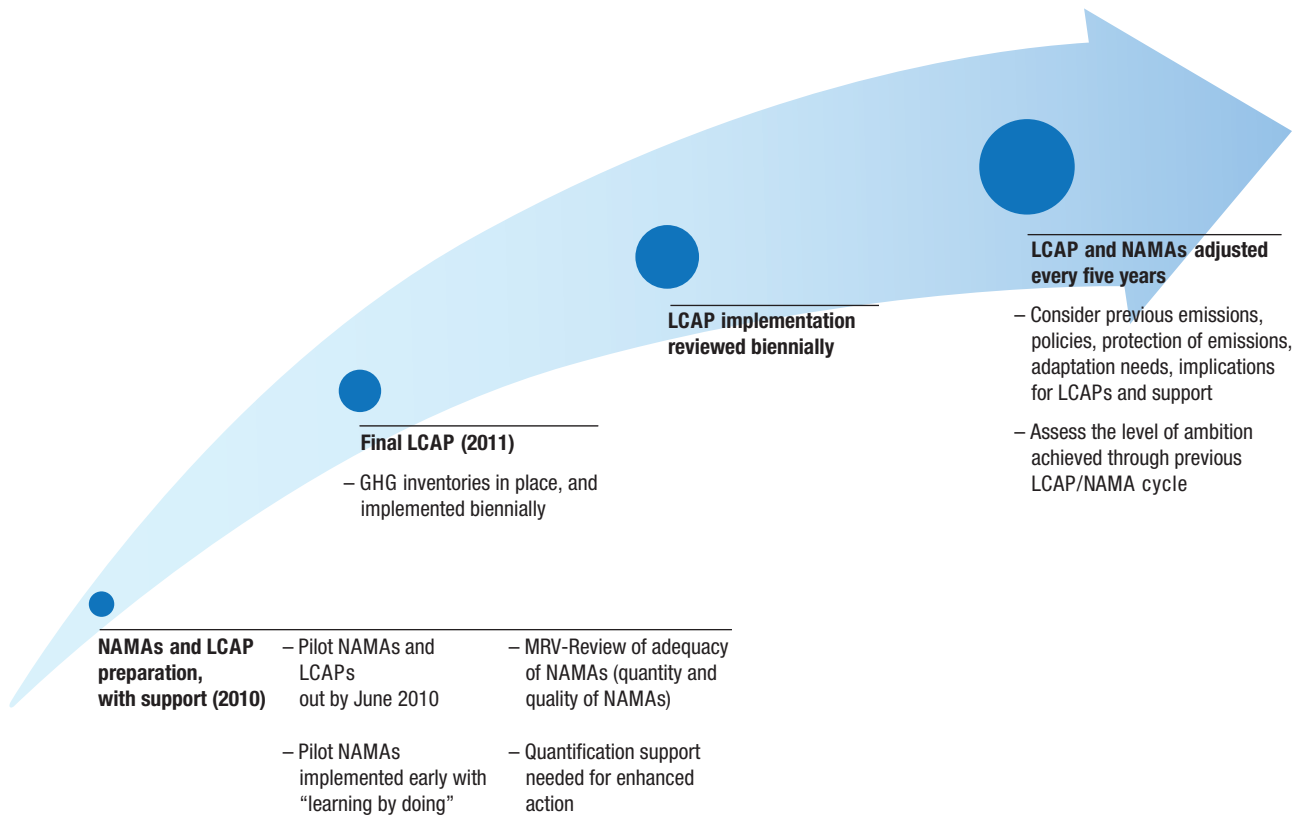 NAMAs and LCAP
preparation,
with support (2010)
– Pilot NAMAs and
LCAPs
out by June 2010
– Pilot NAMAs
implemented early with
“learning by doing”
– MRV-Review of adequacy
of NAMAs (quantity and
quality of NAMAs)
– Quantification support
needed for enhanced
action
Final LCAP (2011)
– GHG inventories in place, and
implemented biennially
LCAP implementation
reviewed biennially
LCAP and NAMAs adjusted
every five years
– Consider previous emissions,
policies, protection of emissions,
adaptation needs, implications
for LCAPs and support
– Assess the level of ambition
achieved through previous
LCAP/NAMA cycle